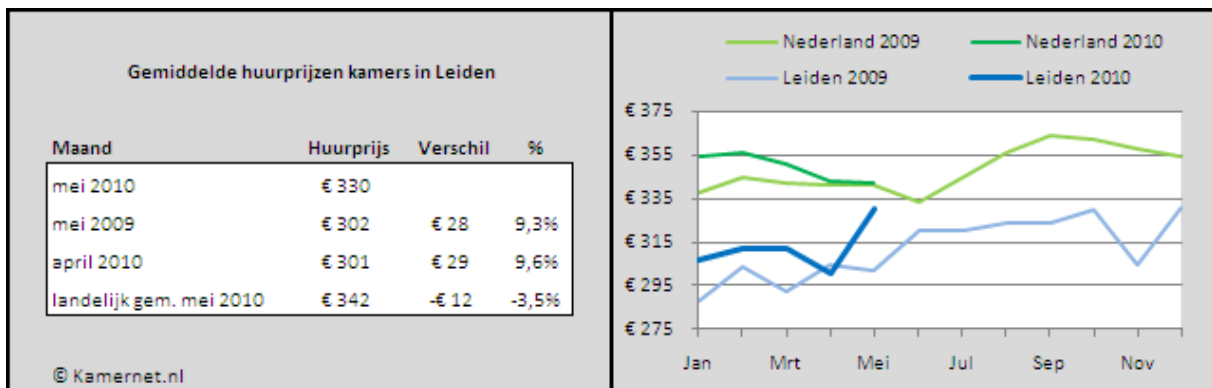 Gemiddelde huurprijzen kamers in Leiden
Maand Huurprijs Verschil %
mei 2010 € 330
mei 2009 € 302 € 28 9,3%
april 2010 € 301 € 29 9,6%
landelijk gem. mei 2010 € 342 -€ 12 -3,5%
© Kamernet.nl
Nederland 2009 Nederland 2010
Leiden 2009 Leiden 2010
€ 375
€ 355
€ 335
€ 315
€ 295
€ 275
Jan Mrt Mei Jul Sep Nov